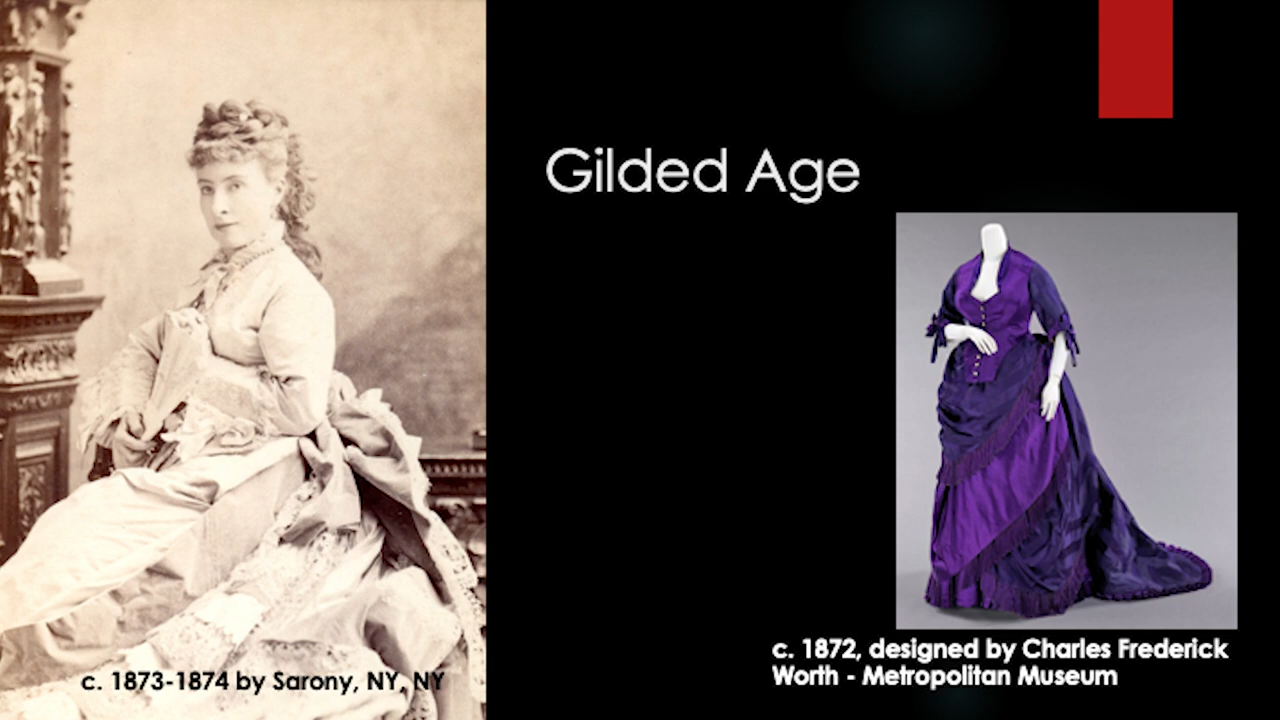 Gilded Age
c. 1873-1874 by Sarony, NY, NY
c. 1872, designed by Charles Frederick
Worth - Metropolitan Museum